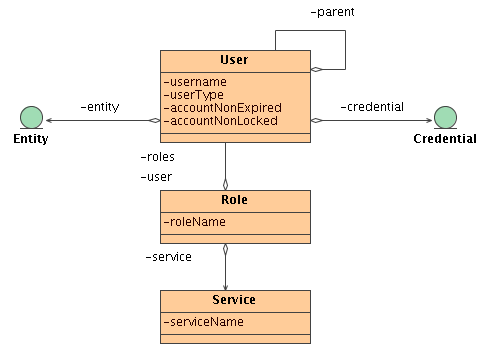 -parent
User
-username
-userType
-accountNonExpired
-accountNonLocked
-entity
-credential
Entity
Credential
-roles
-user
Role
-roleName
-service
Service
-serviceName